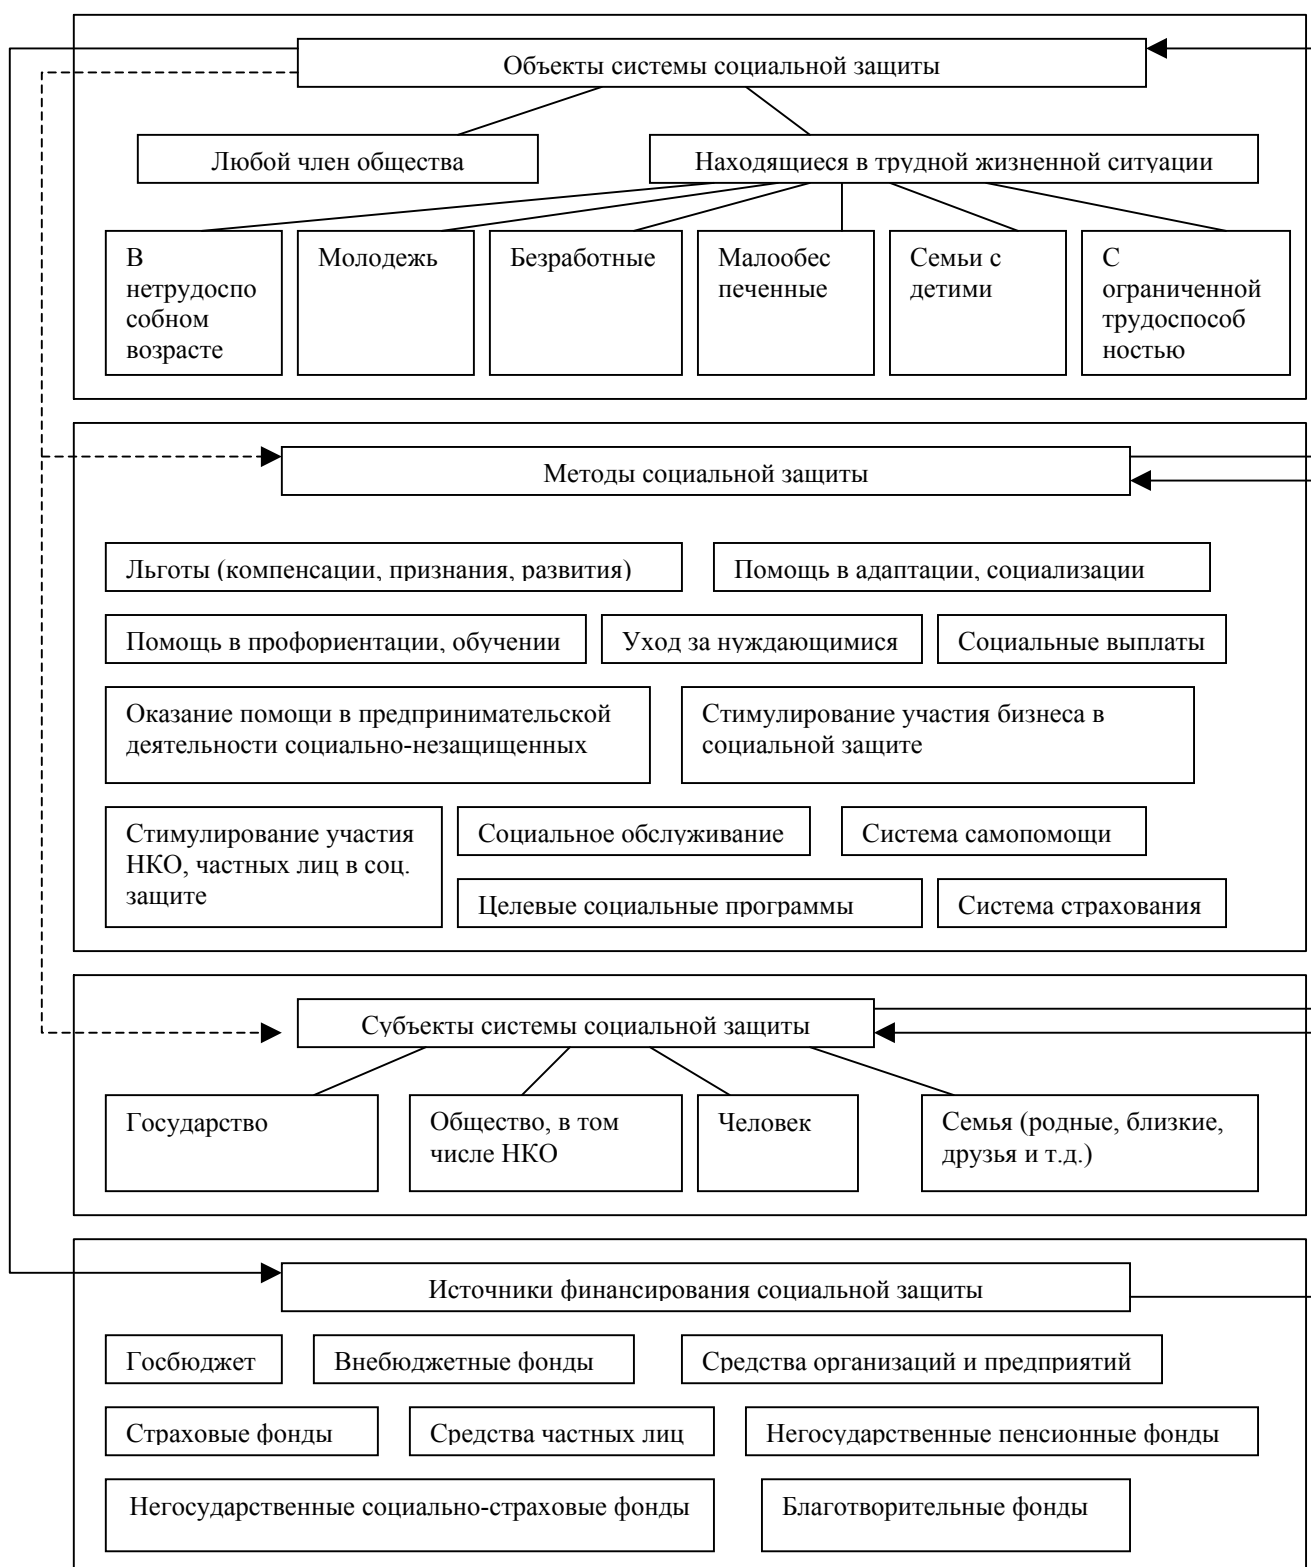 Объекты системы социальной защиты
Любой член общества
Находящиеся в трудной жизненной ситуации
В
нетрудоспо
собном
возрасте
Молодежь
Безработные
Малообес
печенные
Семьи с
детими
С
ограниченной
трудоспособ
ностью
Методы социальной защиты
Льготы (компенсации, признания, развития)
Помощь в адаптации, социализации
Помощь в профориентации, обучении
Уход за нуждающимися
Социальные выплаты
Оказание помощи в предпринимательской
деятельности социально-незащищенных
Стимулирование участия бизнеса в
социальной защите
Стимулирование участия
НКО, частных лиц в соц.
защите
Социальное обслуживание
Система самопомощи
Целевые социальные программы
Система страхования
Субъекты системы социальной защиты
Государство
Общество, в том
числе НКО
Человек
Семья (родные, близкие,
друзья и т.д.)
Источники финансирования социальной защиты
Госбюджет
Внебюджетные фонды
Средства организаций и предприятий
Страховые фонды
Средства частных лиц
Негосударственные пенсионные фонды
Негосударственные социально-страховые фонды
Благотворительные фонды